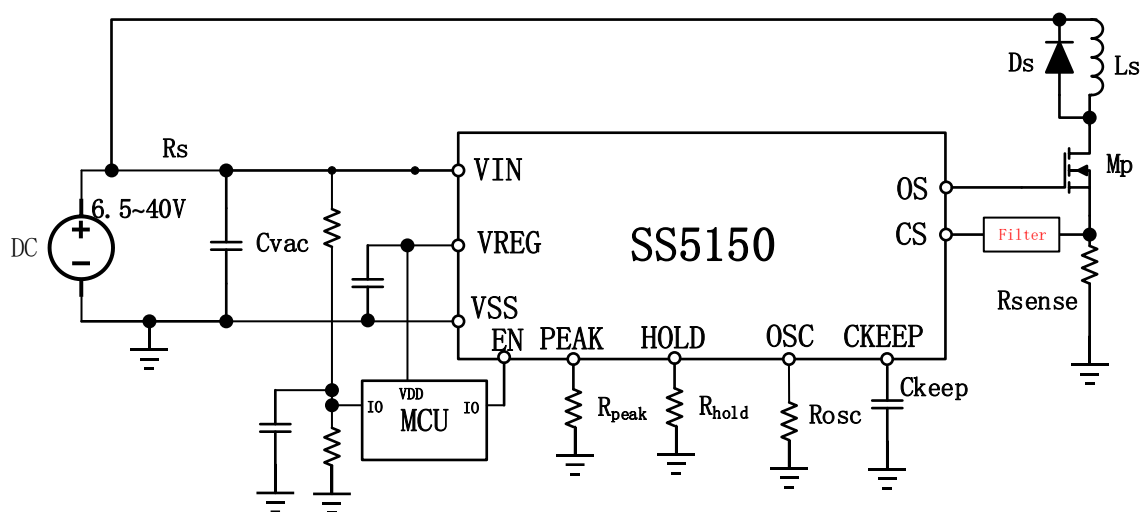 Ds
Ls
Rs
Mp
VIN
OS
6.5~40V
DC
Cvac
VREG
SS5150
CS
Filter
VSS
Rsense
EN
PEAK
HOLD
OSC
CKEEP
VDD
IO
MCU
IO
Rpeak
Rhold
Rosc
Ckeep